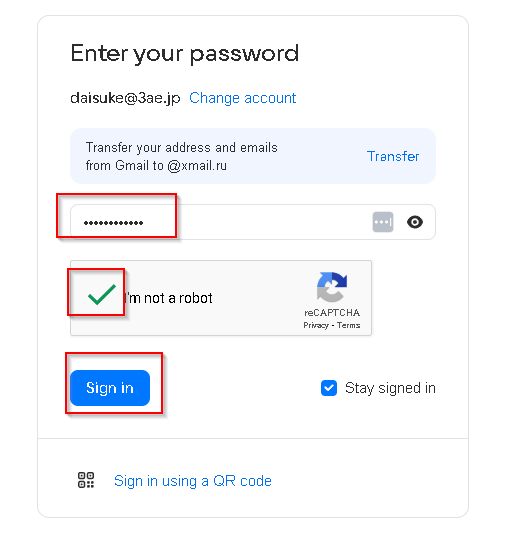 Enter your password
daisuke@3ae.jp Change account
Transfer your address and emails
from Gmail to @xmail.ru
Transfer
••••••••••••
I'm not a robot
reCAPTCHA
Privacy - Terms
Sign in
Stay signed in
Sign in using a QR code